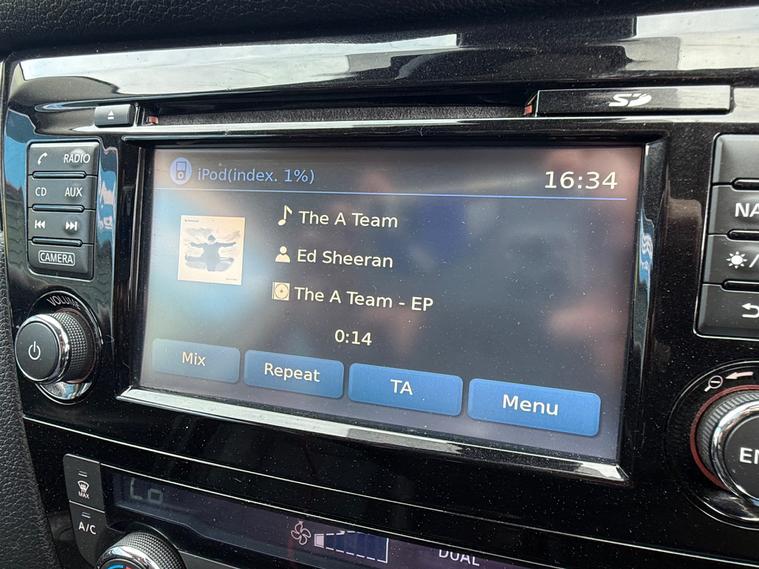 SD
RADIO
CD AUX
CAMERA
VOLUME
iPod(index. 1%)
16:34
The A Team
Ed Sheeran
The A Team - EP
0:14
Mix
Repeat
TA
Menu
MAX
A/C
Lo
DUAL